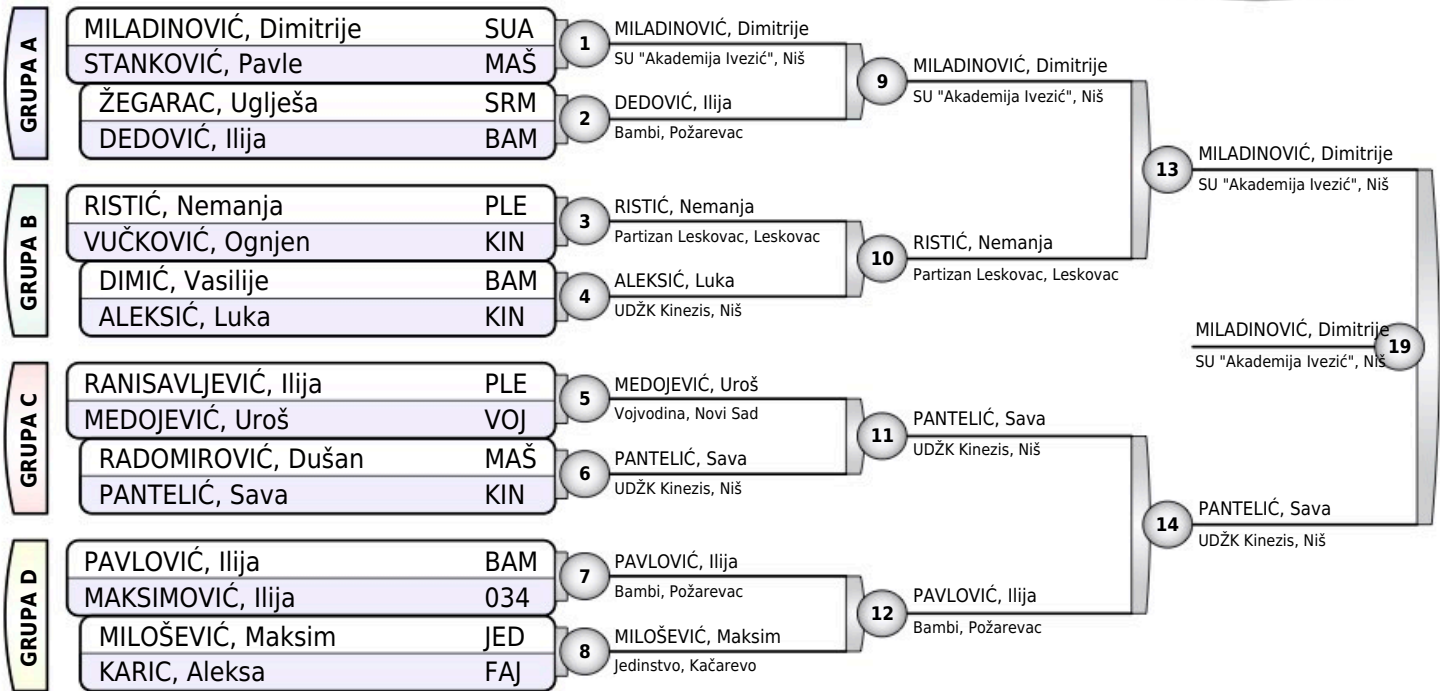 GRUPA A
MILADINOVIĆ, Dimitrije SUA
STANKOVIĆ, Pavle MAŠ
ŽEGARAC, Uglješa SRM
DEDOVIĆ, Ilija BAM
GRUPA B
RISTIĆ, Nemanja PLE
VUČKOVIĆ, Ognjen KIN
DIMIĆ, Vasilije BAM
ALEKSIĆ, Luka KIN
GRUPA C
RANISAVLJEVIĆ, Ilija PLE
MEDOJEVIĆ, Uroš VOJ
RADOMIROVIĆ, Dušan MAŠ
PANTELIĆ, Sava KIN
GRUPA D
PAVLOVIĆ, Ilija BAM
MAKSIMOVIĆ, Ilija 034
MILOŠEVIĆ, Maksim JED
KARIC, Aleksa FAJ
1
MILADINOVIĆ, Dimitrije
SU "Akademija Ivezić", Niš
2
DEDOVIĆ, Ilija
Bambi, Požarevac
3
RISTIĆ, Nemanja
Partizan Leskovac, Leskovac
4
ALEKSIĆ, Luka
UDŽK Kinezis, Niš
5
MEDOJEVIĆ, Uroš
Vojvodina, Novi Sad
6
PANTELIĆ, Sava
UDŽK Kinezis, Niš
7
PAVLOVIĆ, Ilija
Bambi, Požarevac
8
MILOŠEVIĆ, Maksim
Jedinstvo, Kačarevo
9
MILADINOVIĆ, Dimitrije
SU "Akademija Ivezić", Niš
10
RISTIĆ, Nemanja
Partizan Leskovac, Leskovac
11
PANTELIĆ, Sava
UDŽK Kinezis, Niš
12
PAVLOVIĆ, Ilija
Bambi, Požarevac
13
MILADINOVIĆ, Dimitrije
SU "Akademija Ivezić", Niš
14
PANTELIĆ, Sava
UDŽK Kinezis, Niš
MILADINOVIĆ, Dimitrije
19
SU "Akademija Ivezić", Niš